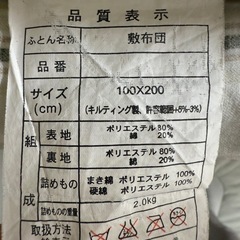 品質表示
ふとん名称 敷布団
品番
サイズ(cm) 100X200
(キルティング製、許容範囲+5%-3%)
組成
表地 ポリエステル 80%
綿 20%
裏地 ポリエステル 80%
綿 20%
詰めもの まき綿 ポリエステル 100%
硬綿 ポリエステル 100%
詰めもの重量 2.0kg
取扱方法